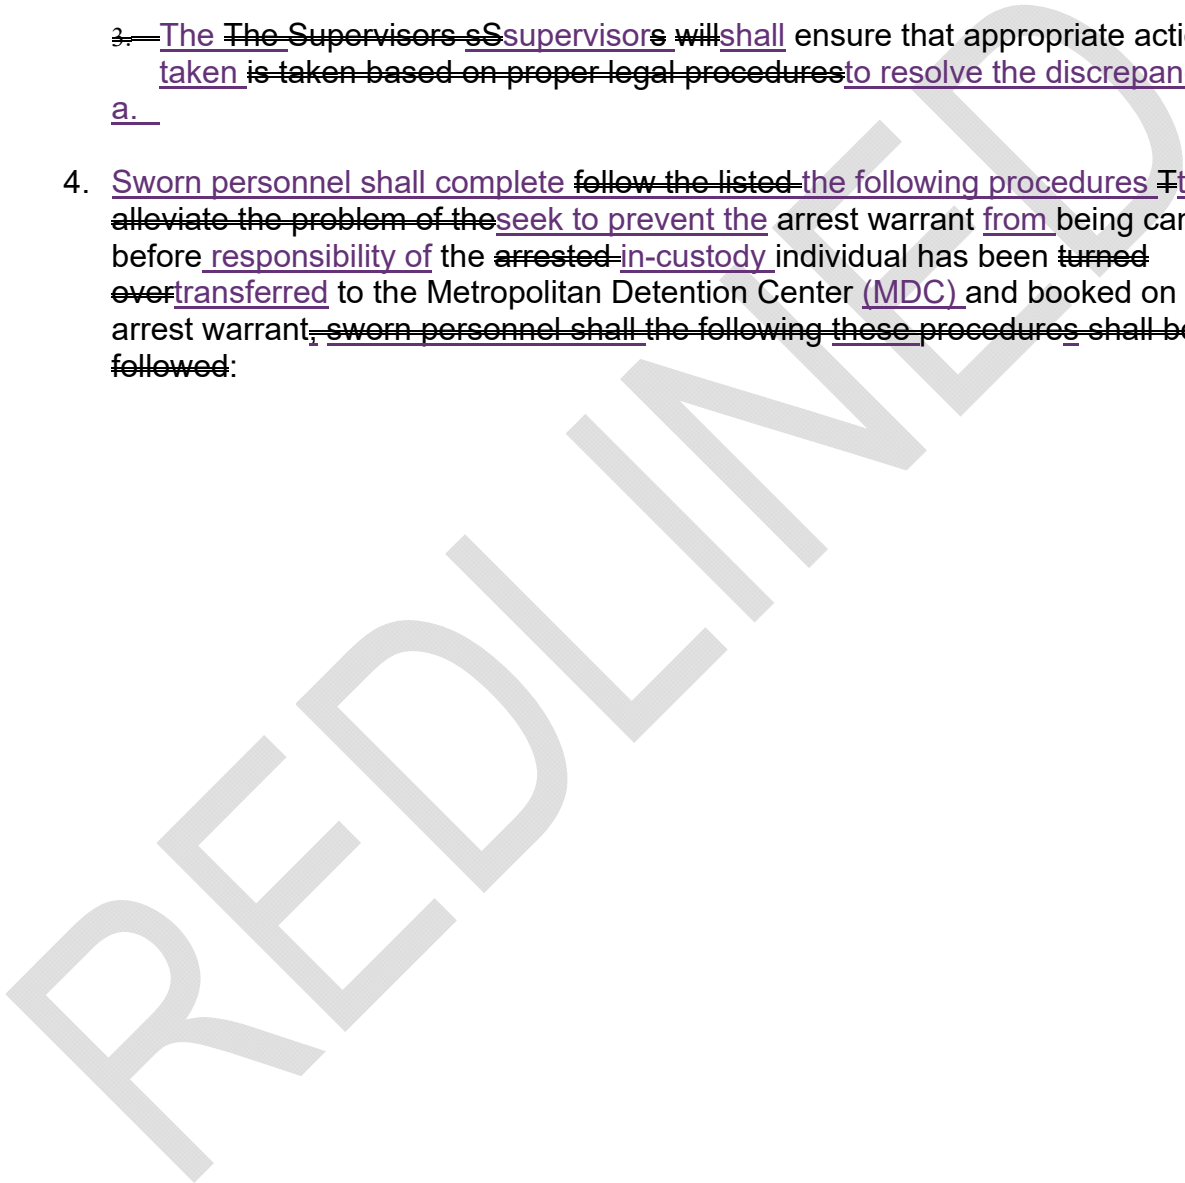 3. The The Supervisors sSsupervisors willshall ensure that appropriate acti
taken is taken based on proper legal proceduresto resolve the discrepan
a.
4. Sworn personnel shall complete follow the listed the following procedures Tt
alleviate the problem of theseek to prevent the arrest warrant from being can
before responsibility of the arrested in-custody individual has been turned
overtransferred to the Metropolitan Detention Center (MDC) and booked on
arrest warrant, sworn personnel shall the following these procedures shall be
followed:
REDLINED